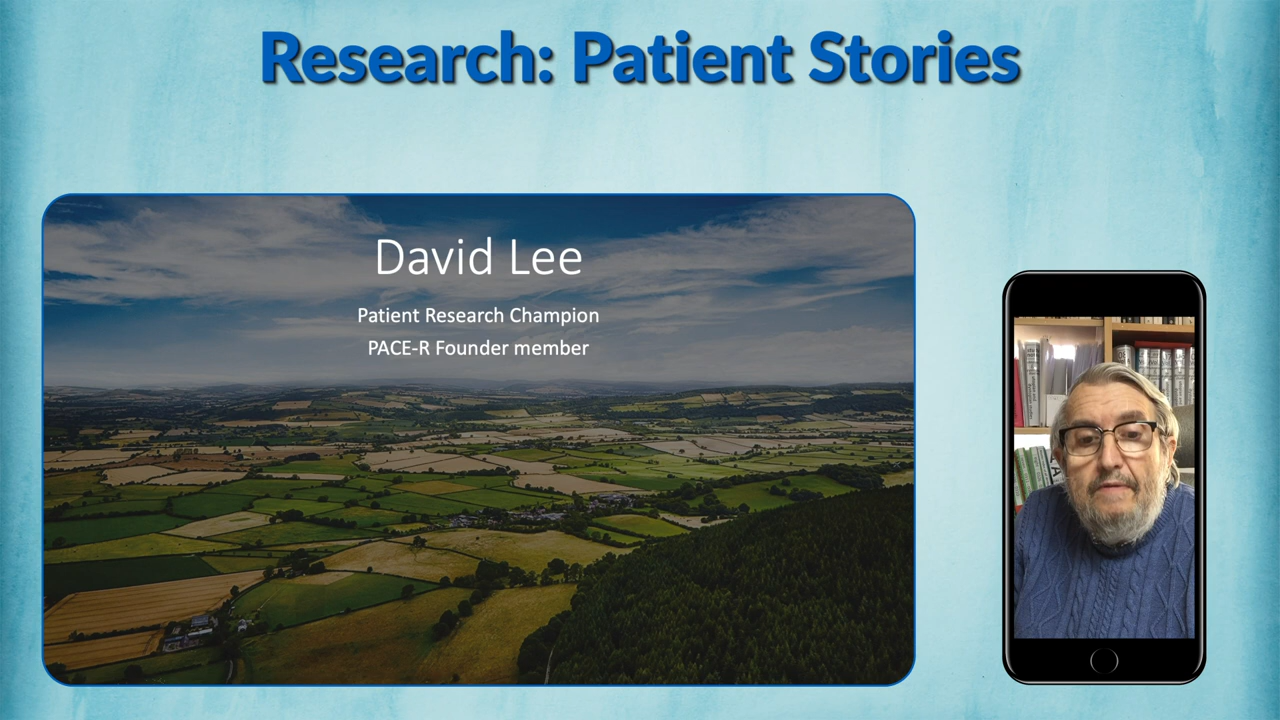 Research: Patient Stories
David Lee
Patient Research Champion
PACE-R Founder member